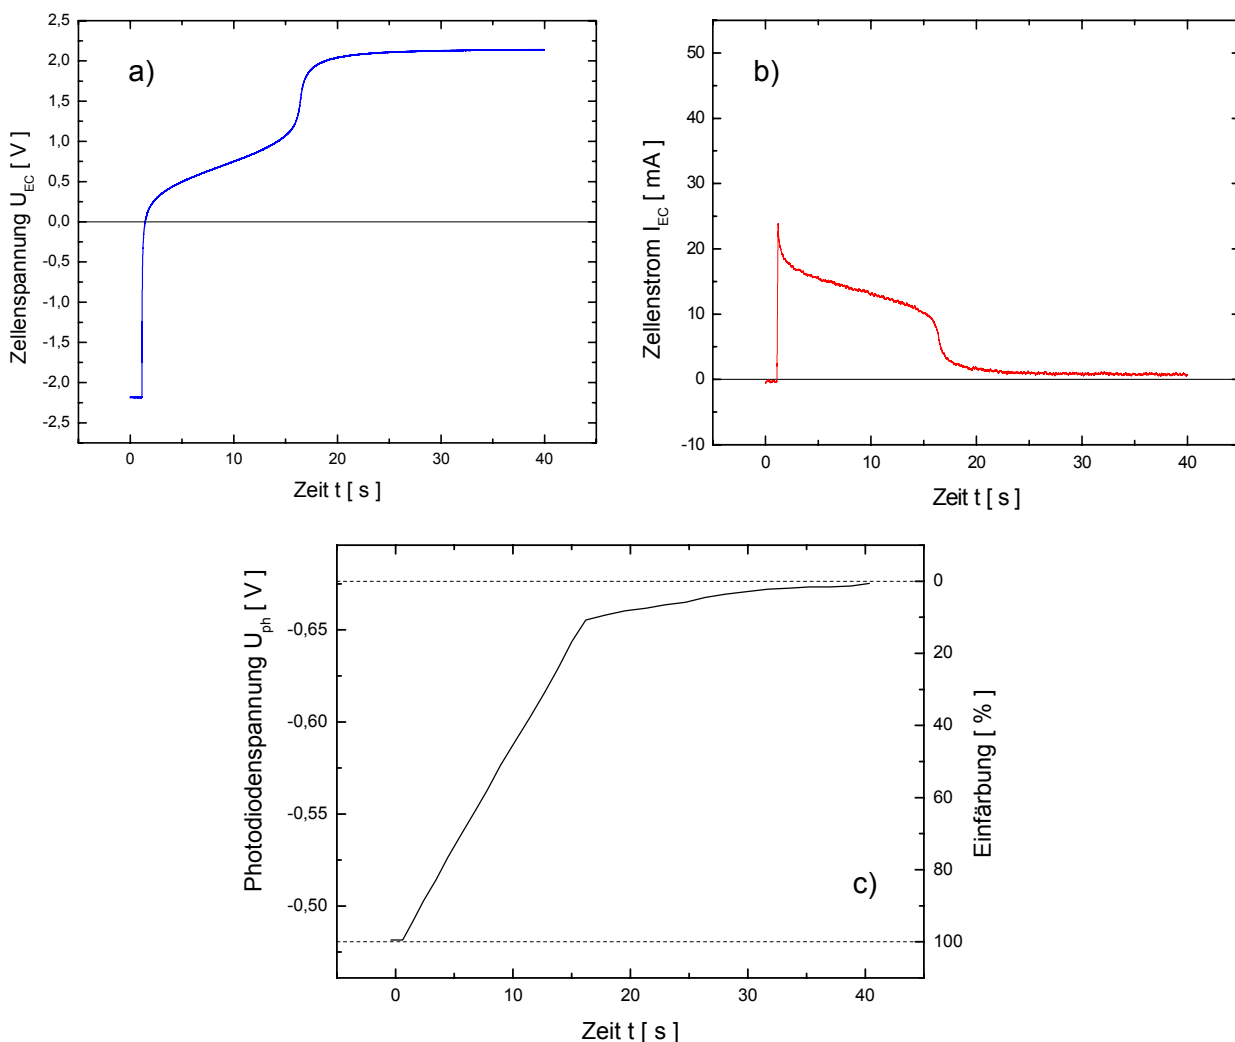 2,5
2,0
1,5
1,0
0,5
0,0
-0,5
-1,0
-1,5
-2,0
-2,5
Zellenspannung U_EC [ V ]
a)
0 10 20 30 40
Zeit t [ s ]
50
40
30
20
10
0
-10
Zellenstrom I_EC [ mA ]
b)
0 10 20 30 40
Zeit t [ s ]
-0,65
-0,60
-0,55
-0,50
Photodiodenspannung U_ph [ V ]
c)
0
20
40
60
80
100
Einfärbung [ % ]
0 10 20 30 40
Zeit t [ s ]